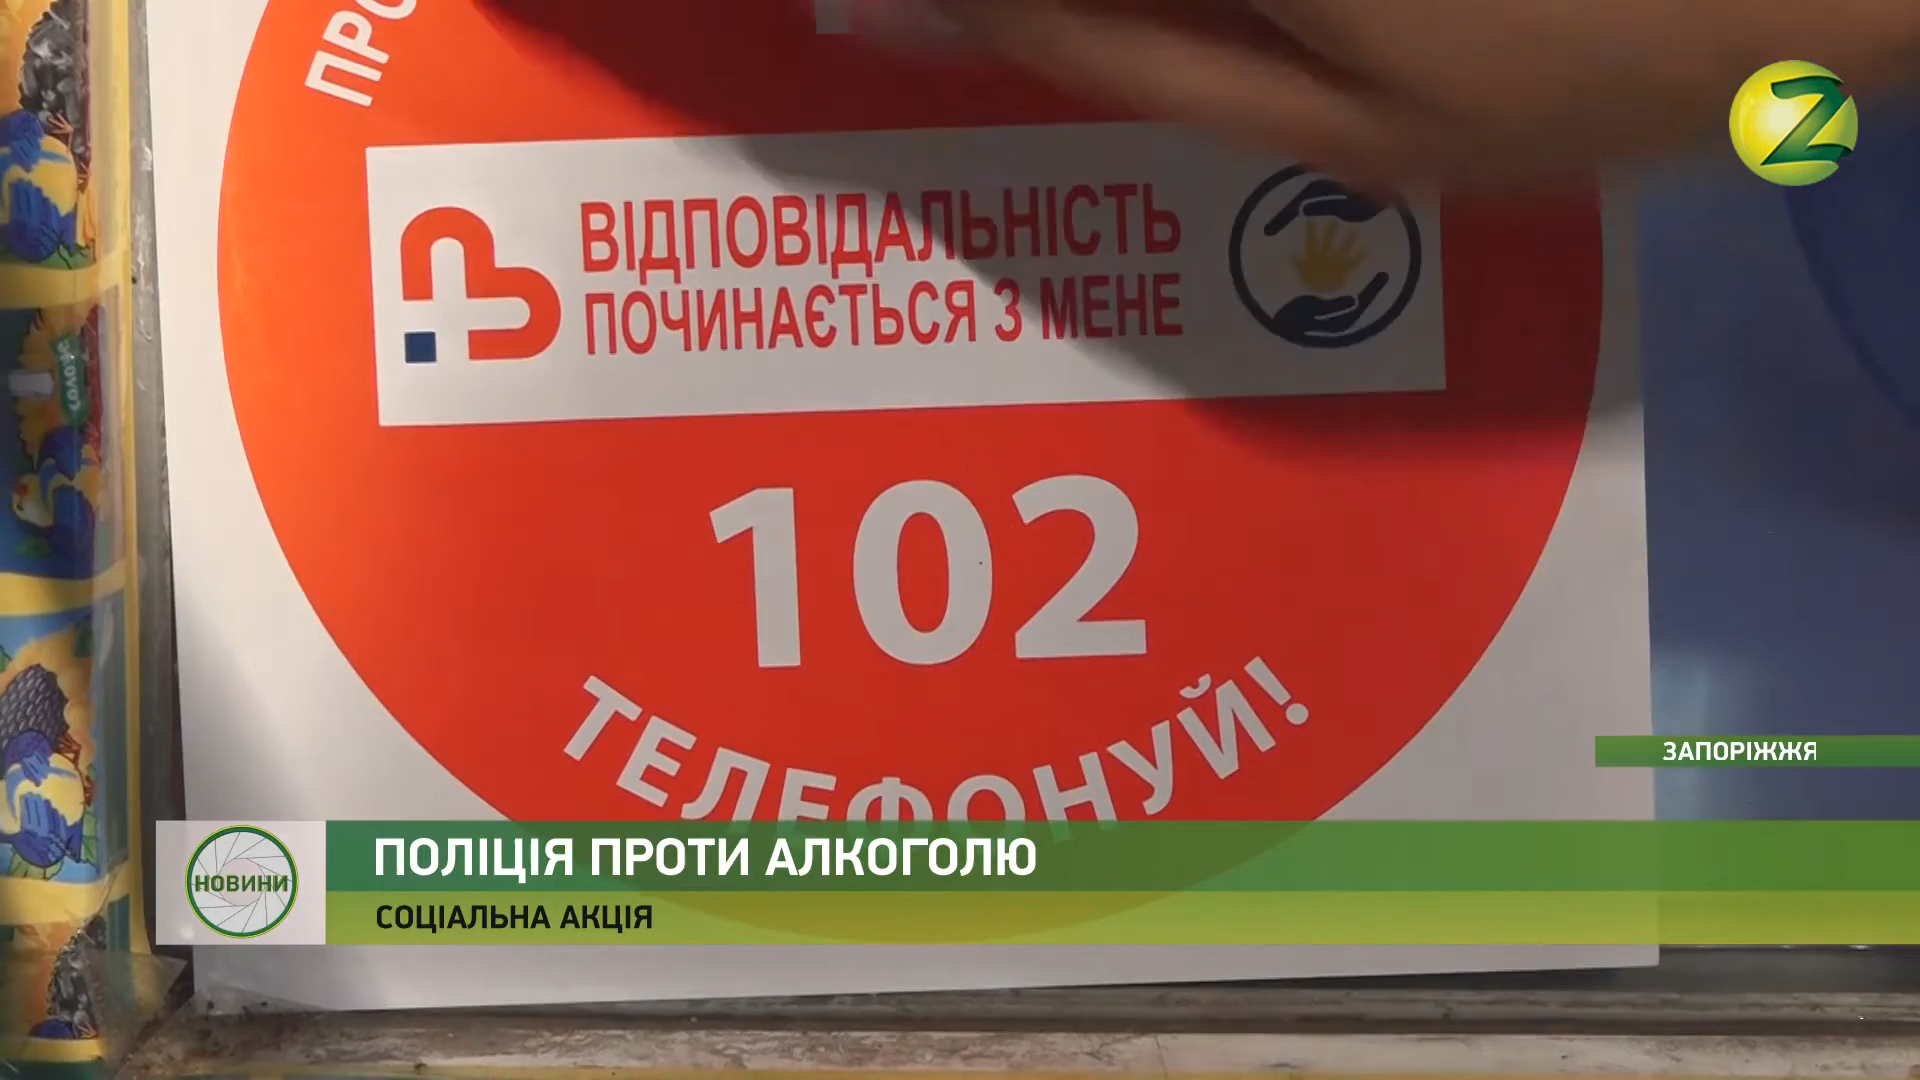 ВІДПОВІДАЛЬНІСТЬ
ПОЧИНАЄТЬСЯ З МЕНЕ
102
ТЕЛЕФОНУЙ!
ЗАПОРІЖЖЯ
НОВИНИ
ПОЛІЦІЯ ПРОТИ АЛКОГОЛЮ
СОЦІАЛЬНА АКЦІЯ